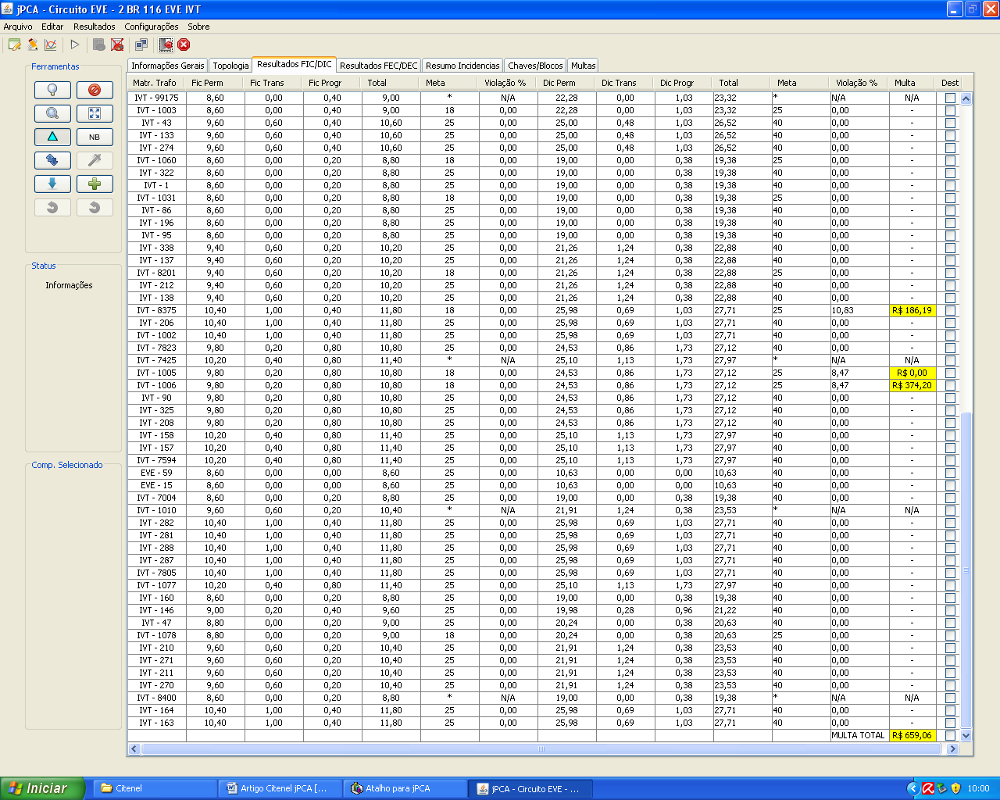 jPCA - Circuito EVE - 2 BR 116 EVE IVT
Arquivo Editar Resultados Configurações Sobre
Ferramentas
NB
Status
Informações
Comp. Selecionado
Informações Gerais Topologia Resultados FIC/DIC Resultados FEC/DEC Resumo Incidencias Chaves/Blocos Multas
Matr. Trafo Fic Perm Fic Trans Fic Progr Total Meta Violação % Dic Perm Dic Trans Dic Progr Total Meta Violação % Multa Dest
IVT - 99175 8,60 0,00 0,40 9,00 * N/A 22,28 0,00 1,03 23,32 * N/A N/A
IVT - 1003 8,60 0,00 0,40 9,00 18 0,00 22,28 0,00 1,03 23,32 25 0,00 -
IVT - 43 9,60 0,60 0,40 10,60 25 0,00 25,00 0,48 1,03 26,52 40 0,00 -
IVT - 133 9,60 0,60 0,40 10,60 25 0,00 25,00 0,48 1,03 26,52 40 0,00 -
IVT - 274 9,60 0,60 0,40 10,60 25 0,00 25,00 0,48 1,03 26,52 40 0,00 -
IVT - 1060 8,60 0,00 0,20 8,80 18 0,00 19,00 0,00 0,38 19,38 25 0,00 -
IVT - 322 8,60 0,00 0,20 8,80 25 0,00 19,00 0,00 0,38 19,38 40 0,00 -
IVT - 1 8,60 0,00 0,20 8,80 25 0,00 19,00 0,00 0,38 19,38 40 0,00 -
IVT - 1031 8,60 0,00 0,20 8,80 18 0,00 19,00 0,00 0,38 19,38 25 0,00 -
IVT - 86 8,60 0,00 0,20 8,80 25 0,00 19,00 0,00 0,38 19,38 40 0,00 -
IVT - 196 8,60 0,00 0,20 8,80 25 0,00 19,00 0,00 0,38 19,38 40 0,00 -
IVT - 95 8,60 0,00 0,20 8,80 25 0,00 19,00 0,00 0,38 19,38 40 0,00 -
IVT - 338 9,40 0,60 0,20 10,20 25 0,00 21,26 1,24 0,38 22,88 40 0,00 -
IVT - 137 9,40 0,60 0,20 10,20 25 0,00 21,26 1,24 0,38 22,88 40 0,00 -
IVT - 8201 9,40 0,60 0,20 10,20 18 0,00 21,26 1,24 0,38 22,88 25 0,00 -
IVT - 212 9,40 0,60 0,20 10,20 25 0,00 21,26 1,24 0,38 22,88 40 0,00 -
IVT - 138 9,40 0,60 0,20 10,20 25 0,00 21,26 1,24 0,38 22,88 40 0,00 -
IVT - 8375 10,40 1,00 0,40 11,80 18 0,00 25,98 0,69 1,03 27,71 25 10,83 R$ 186,19
IVT - 206 10,40 1,00 0,40 11,80 25 0,00 25,98 0,69 1,03 27,71 40 0,00 -
IVT - 1002 10,40 1,00 0,40 11,80 25 0,00 25,98 0,69 1,03 27,71 40 0,00 -
IVT - 7823 9,80 0,20 0,80 10,80 25 0,00 24,53 0,86 1,73 27,12 40 0,00 -
IVT - 7425 10,20 0,40 0,80 11,40 * N/A 25,10 1,13 1,73 27,97 * N/A N/A
IVT - 1005 9,80 0,20 0,80 10,80 18 0,00 24,53 0,86 1,73 27,12 25 8,47 R$ 0,00
IVT - 1006 9,80 0,20 0,80 10,80 18 0,00 24,53 0,86 1,73 27,12 25 8,47 R$ 374,20
IVT - 90 9,80 0,20 0,80 10,80 25 0,00 24,53 0,86 1,73 27,12 40 0,00 -
IVT - 325 9,80 0,20 0,80 10,80 25 0,00 24,53 0,86 1,73 27,12 40 0,00 -
IVT - 208 9,80 0,20 0,80 10,80 25 0,00 24,53 0,86 1,73 27,12 40 0,00 -
IVT - 158 10,20 0,40 0,80 11,40 25 0,00 25,10 1,13 1,73 27,97 40 0,00 -
IVT - 157 10,20 0,40 0,80 11,40 25 0,00 25,10 1,13 1,73 27,97 40 0,00 -
IVT - 7594 10,20 0,40 0,80 11,40 25 0,00 25,10 1,13 1,73 27,97 40 0,00 -
EVE - 59 8,60 0,00 0,00 8,60 25 0,00 10,63 0,00 0,00 10,63 40 0,00 -
EVE - 15 8,60 0,00 0,00 8,60 25 0,00 10,63 0,00 0,00 10,63 40 0,00 -
IVT - 7004 8,60 0,00 0,20 8,80 25 0,00 19,00 0,00 0,38 19,38 40 0,00 -
IVT - 1010 9,60 0,60 0,20 10,40 * N/A 21,91 1,24 0,38 23,53 * N/A N/A
IVT - 282 10,40 1,00 0,40 11,80 25 0,00 25,98 0,69 1,03 27,71 40 0,00 -
IVT - 281 10,40 1,00 0,40 11,80 25 0,00 25,98 0,69 1,03 27,71 40 0,00 -
IVT - 288 10,40 1,00 0,40 11,80 25 0,00 25,98 0,69 1,03 27,71 40 0,00 -
IVT - 287 10,40 1,00 0,40 11,80 25 0,00 25,98 0,69 1,03 27,71 40 0,00 -
IVT - 7805 10,40 1,00 0,40 11,80 25 0,00 25,98 0,69 1,03 27,71 40 0,00 -
IVT - 1077 10,20 0,40 0,80 11,40 25 0,00 25,10 1,13 1,73 27,97 40 0,00 -
IVT - 160 8,60 0,00 0,20 8,80 25 0,00 19,00 0,00 0,38 19,38 40 0,00 -
IVT - 146 9,00 0,20 0,40 9,60 25 0,00 19,98 0,28 0,96 21,22 40 0,00 -
IVT - 47 8,80 0,00 0,20 9,00 25 0,00 20,24 0,00 0,38 20,63 40 0,00 -
IVT - 1078 8,80 0,00 0,20 9,00 18 0,00 20,24 0,00 0,38 20,63 25 0,00 -
IVT - 210 9,60 0,60 0,20 10,40 25 0,00 21,91 1,24 0,38 23,53 40 0,00 -
IVT - 271 9,60 0,60 0,20 10,40 25 0,00 21,91 1,24 0,38 23,53 40 0,00 -
IVT - 211 9,60 0,60 0,20 10,40 25 0,00 21,91 1,24 0,38 23,53 40 0,00 -
IVT - 270 9,60 0,60 0,20 10,40 25 0,00 21,91 1,24 0,38 23,53 40 0,00 -
IVT - 8400 8,60 0,00 0,20 8,80 * N/A 19,00 0,00 0,38 19,38 * N/A N/A
IVT - 164 10,40 1,00 0,40 11,80 25 0,00 25,98 0,69 1,03 27,71 40 0,00 -
IVT - 163 10,40 1,00 0,40 11,80 25 0,00 25,98 0,69 1,03 27,71 40 0,00 -
MULTA TOTAL R$ 659,06
Iniciar Citenel Artigo Citenel jPCA [... Atalho para jPCA jPCA - Circuito EVE - ... 10:00